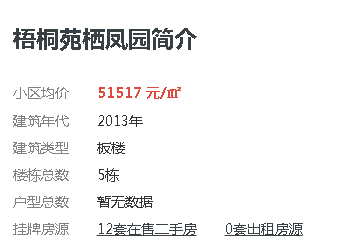 梧桐苑栖凤园简介
小区均价 51517 元/㎡
建筑年代 2013年
建筑类型 板楼
楼栋总数 5栋
户型总数 暂无数据
挂牌房源 12套在售二手房 0套出租房源